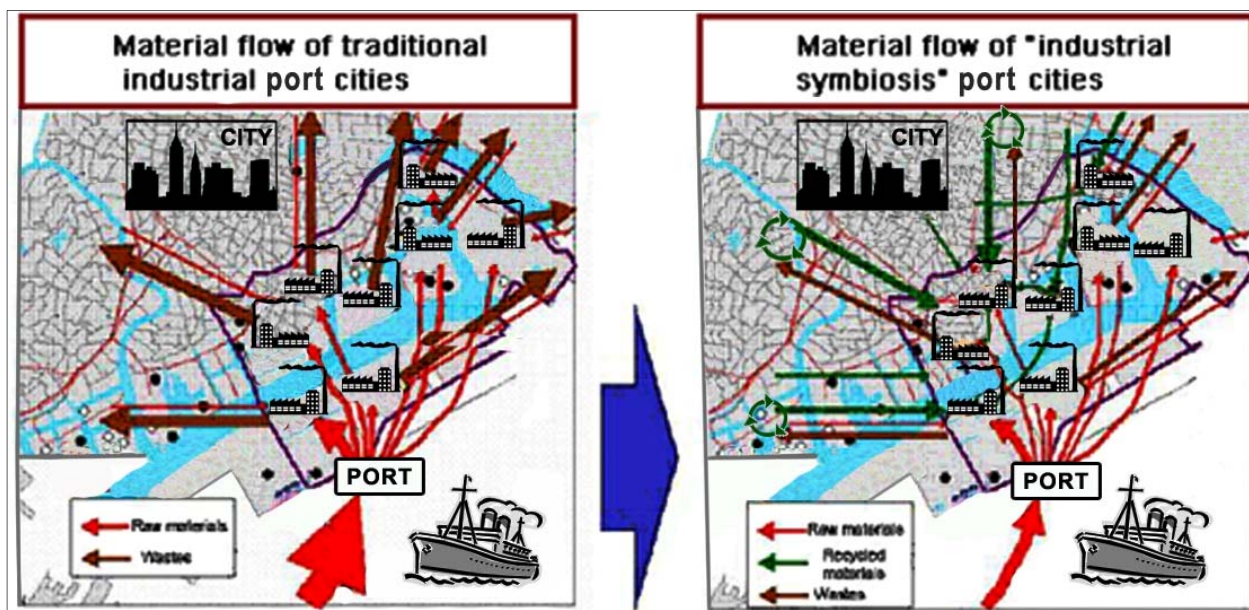 Material flow of traditional
industrial port cities
CITY
PORT
Raw materials
Wastes
Material flow of "industrial
symbiosis" port cities
CITY
PORT
Raw materials
Recycled
materials
Wastes